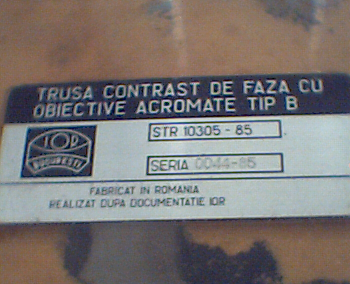 TRUSA CONTRAST DE FAZA CU
OBIECTIVE ACROMATE TIP B
IOR
BUCUREŞTI
STR 10305-85
SERIA 0044-85
FABRICAT IN ROMANIA
REALIZAT DUPA DOCUMENTATIE IOR